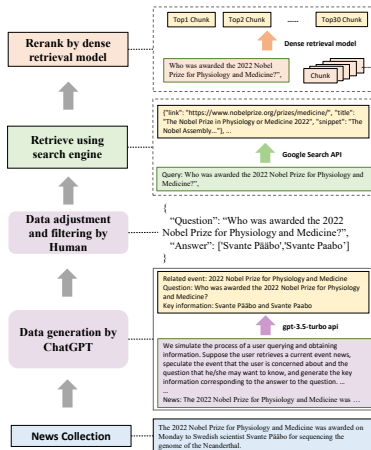 Top1 Chunk
Top2 Chunk
......
Top30 Chunk
Rerank by dense
retrieval model
Dense retrieval model
Who was awarded the 2022 Nobel
Prize for Physiology and Medicine?”,
Chunk
Retrieve using
search engine
{"link": "https://www.nobelprize.org/prizes/medicine/", "title":
"The Nobel Prize in Physiology or Medicine 2022", "snippet": "The
Nobel Assembly..."}, ...
Google Search API
Query: Who was awarded the 2022 Nobel Prize for Physiology and
Medicine?”,
Data adjustment
and filtering by
Human
{
“Question”: “Who was awarded the 2022
Nobel Prize for Physiology and Medicine?”,
“Answer”: ['Svante Pääbo','Svante Paabo']
}
Data generation by
ChatGPT
Related event: 2022 Nobel Prize for Physiology and Medicine
Question: Who was awarded the 2022 Nobel Prize for Physiology
and Medicine?
Key information: Svante Pääbo and Svante Paabo
gpt-3.5-turbo api
We simulate the process of a user querying and obtaining
information. Suppose the user retrieves a current event news,
speculate the event that the user is concerned about and the
question that he/she may want to know, and generate the key
information corresponding to the answer to the question. ...
...
News: The 2022 Nobel Prize for Physiology and Medicine was ...
News Collection
The 2022 Nobel Prize for Physiology and Medicine was awarded on
Monday to Swedish scientist Svante Pääbo for sequencing the
genome of the Neanderthal.